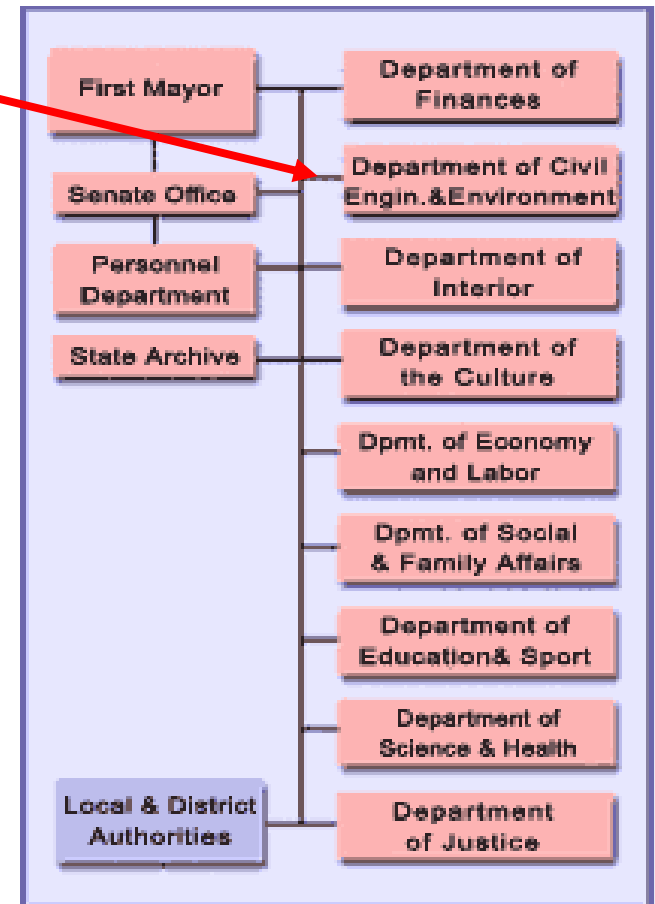 First Mayor
Senate Office
Personnel
Department
State Archive
Local & District
Authorities
Department of
Finances
Department of Civil
Engin.&Environment
Department of
Interior
Department of
the Culture
Dpmt. of Economy
and Labor
Dpmt. of Social
& Family Affairs
Department of
Education& Sport
Department of
Science & Health
Department
of Justice